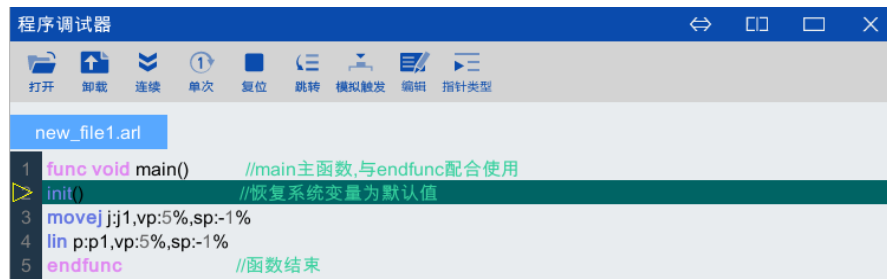 程序调试器
打开 卸载 连续 单次 复位 跳转 模拟触发 编辑 指针类型
new_file1.arl
1 func void main() //main主函数,与endfunc配合使用
2 init() //恢复系统变量为默认值
3 movej j:j1,vp:5%,sp:-1%
4 lin p:p1,vp:5%,sp:-1%
5 endfunc //函数结束